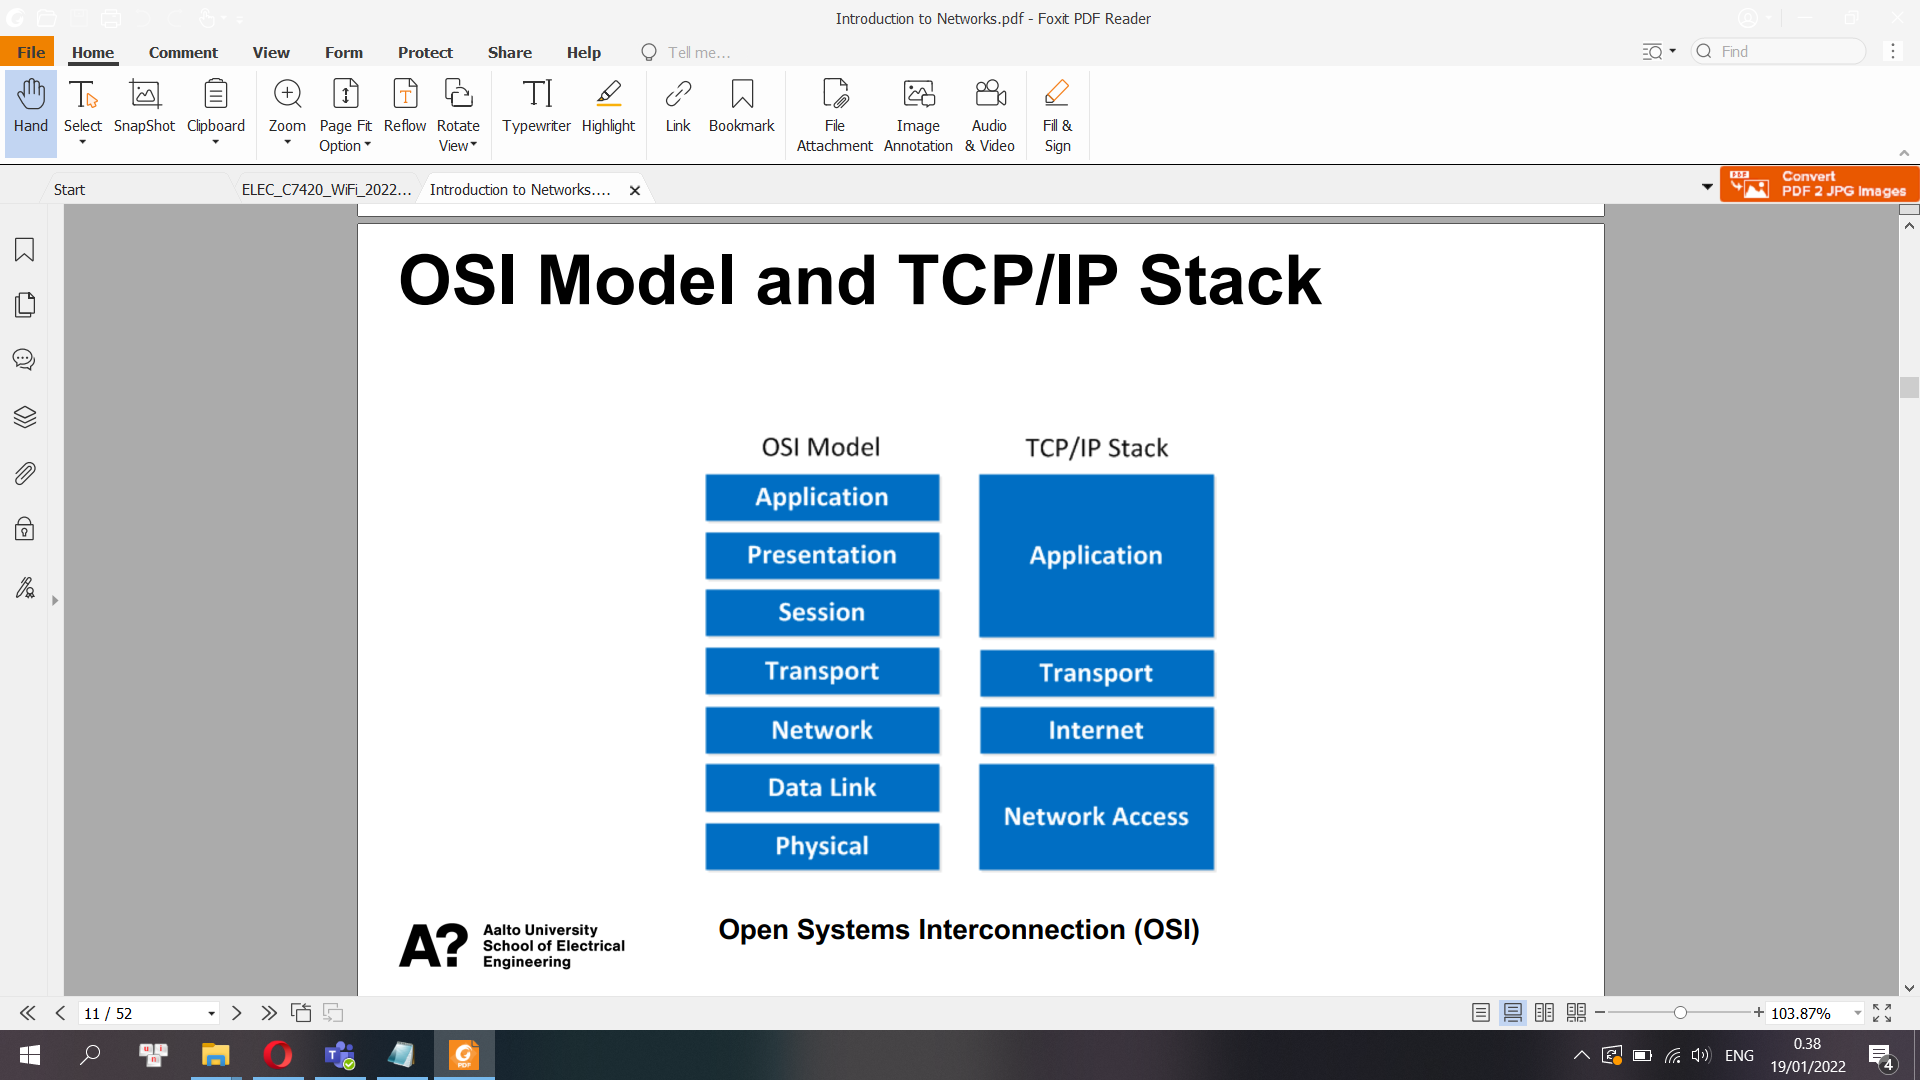 Introduction to Networks.pdf - Foxit PDF Reader
File Home Comment View Form Protect Share Help Tell me... Find
Hand Select SnapShot Clipboard Zoom Page Fit Option Reflow Rotate View Typewriter Highlight Link Bookmark File Attachment Image Annotation Audio & Video Fill & Sign
Start ELEC_C7420_WiFi_2022... Introduction to Networks....
PDF Convert
PDF 2 JPG Images
OSI Model and TCP/IP Stack
OSI Model TCP/IP Stack
Application
Presentation Application
Session
Transport Transport
Network Internet
Data Link
Network Access
Physical
Open Systems Interconnection (OSI)
A? Aalto University
School of Electrical
Engineering
11 / 52 103.87%
ENG 0.38
19/01/2022
4